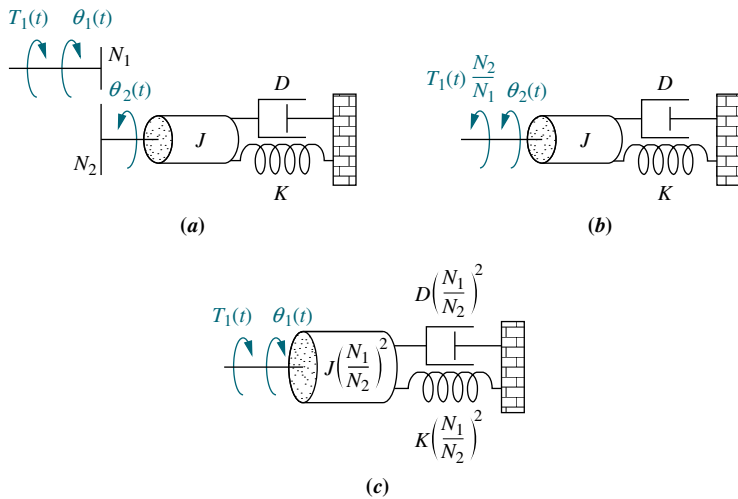 T₁(t) θ₁(t)
N₁
θ₂(t)
N₂
J
D
K
(a)
T₁(t) N₂/N₁ θ₂(t)
J
D
K
(b)
T₁(t) θ₁(t)
J(N₁/N₂)²
D(N₁/N₂)²
K(N₁/N₂)²
(c)